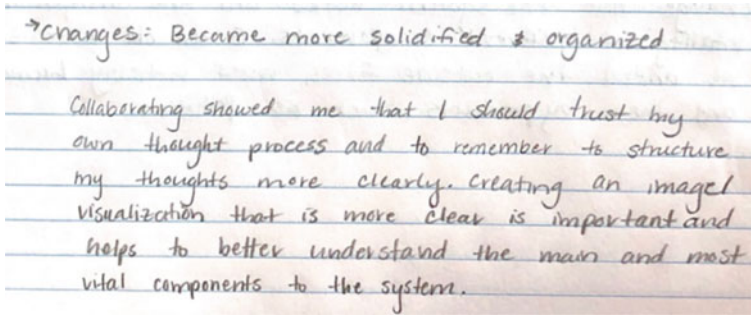 →Changes: Became more solidified & organized
Collaborating showed me that I should trust my
own thought process and to remember to structure
my thoughts more clearly. Creating an image/
visualization that is more clear is important and
helps to better understand the main and most
vital components to the system.